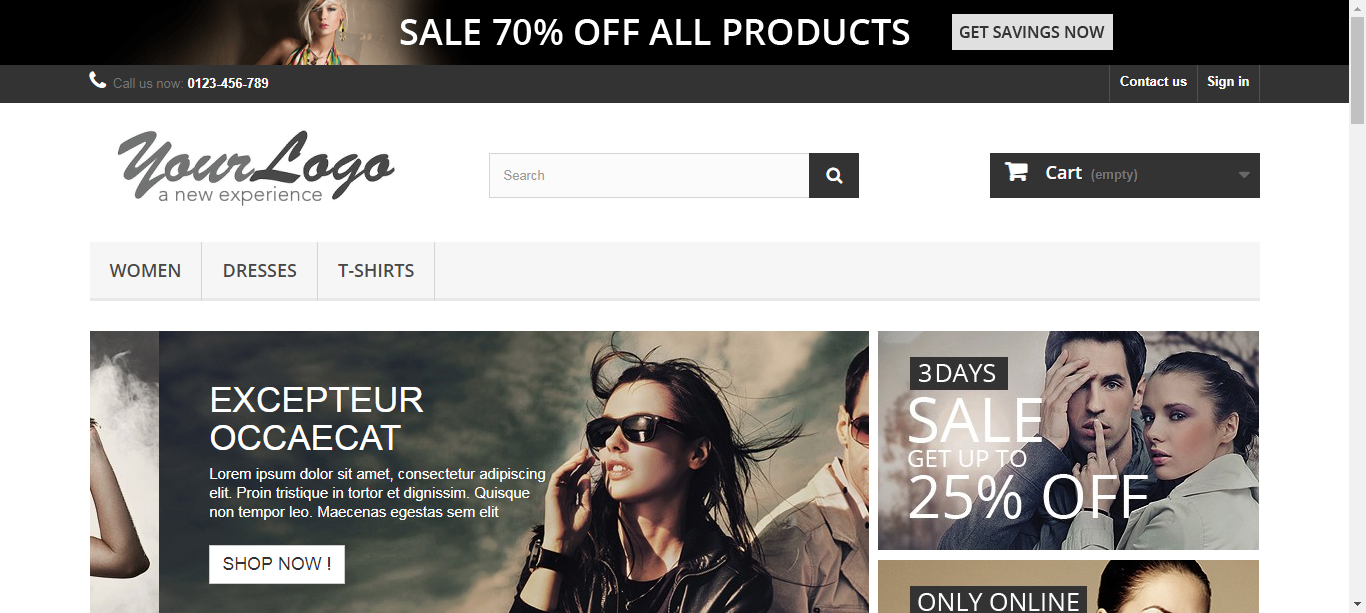 SALE 70% OFF ALL PRODUCTS
GET SAVINGS NOW
Call us now: 0123-456-789
Contact us
Sign in
YourLogo
a new experience
Search
Cart (empty)
WOMEN
DRESSES
T-SHIRTS
EXCEPTEUR
OCCAECAT
Lorem ipsum dolor sit amet, consectetur adipiscing
elit. Proin tristique in tortor et dignissim. Quisque
non tempor leo. Maecenas egestas sem elit
SHOP NOW !
3 DAYS
SALE
GET UP TO
25% OFF
ONLY ONLINE